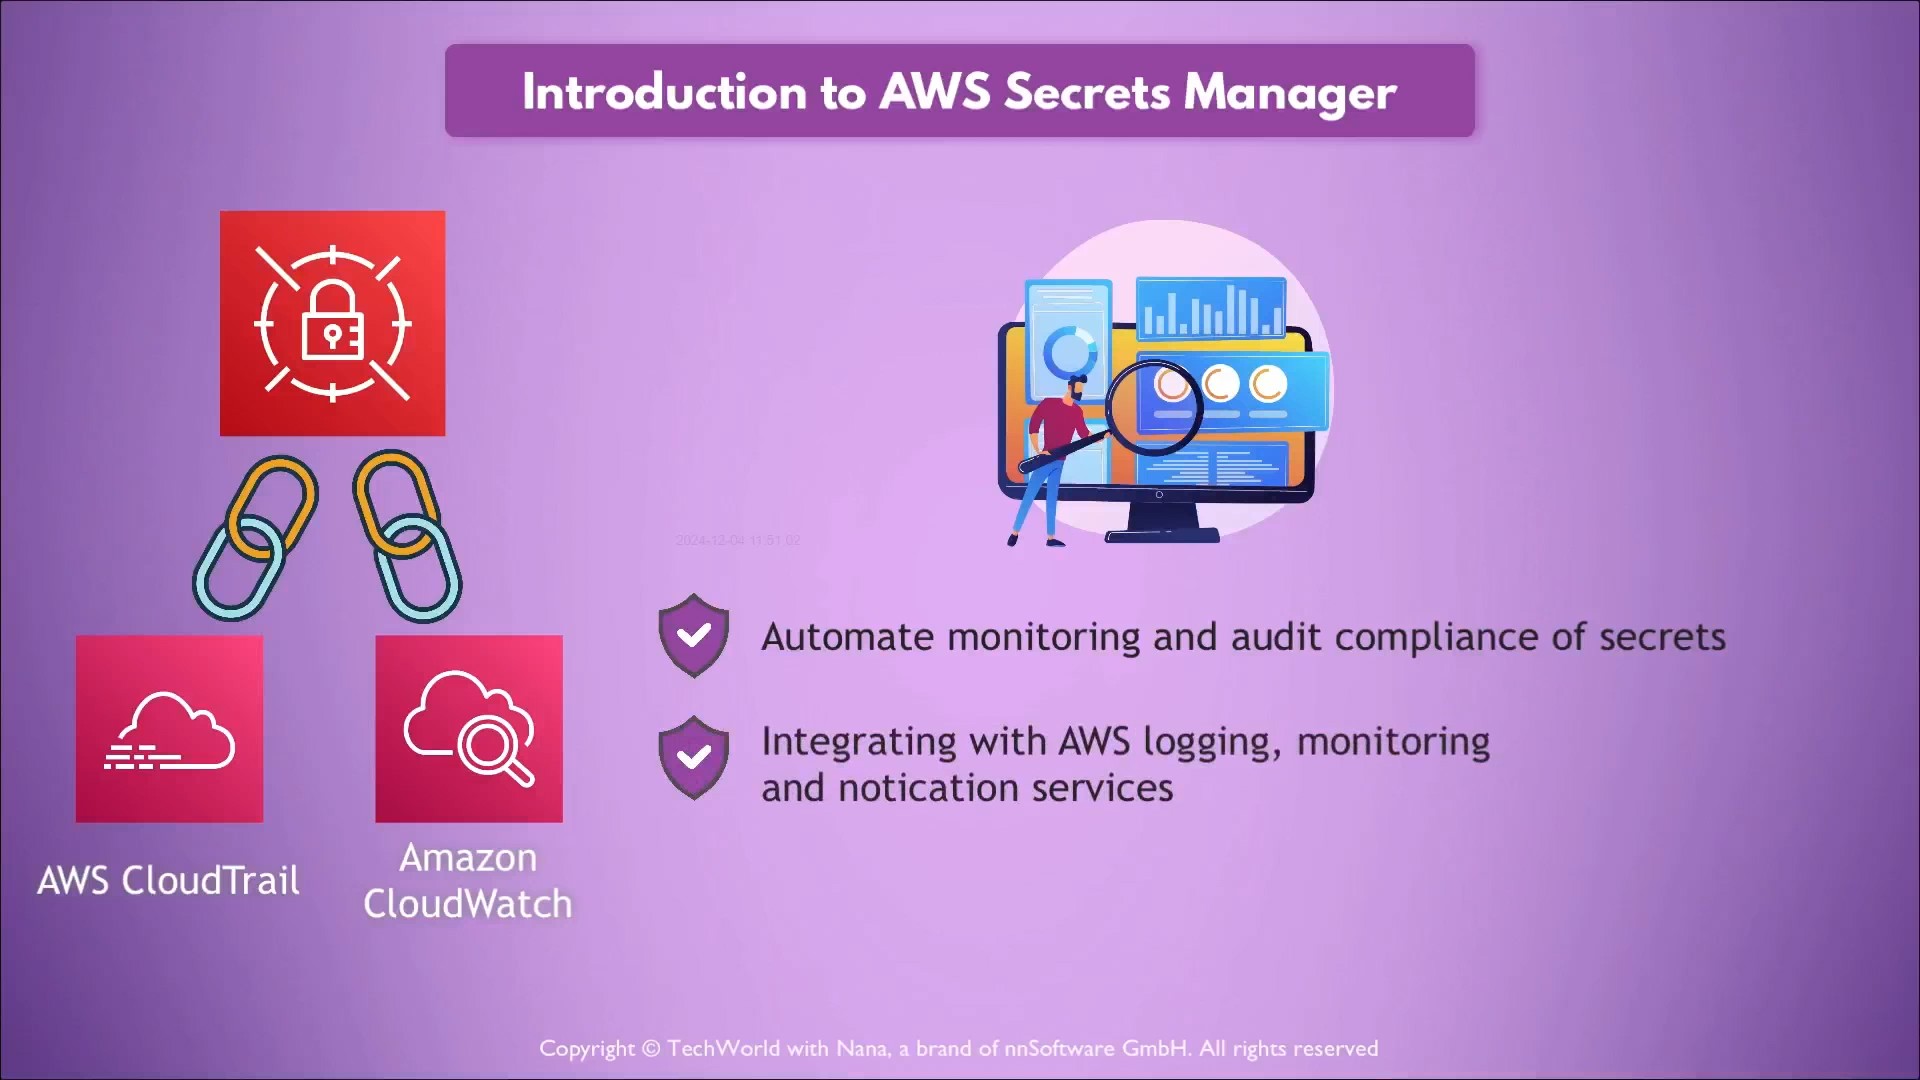 Introduction to AWS Secrets Manager
2024-12-04 11:51:02
Automate monitoring and audit compliance of secrets
Integrating with AWS logging, monitoring
and notication services
AWS CloudTrail
Amazon
CloudWatch
Copyright © TechWorld with Nana, a brand of nnSoftware GmbH. All rights reserved